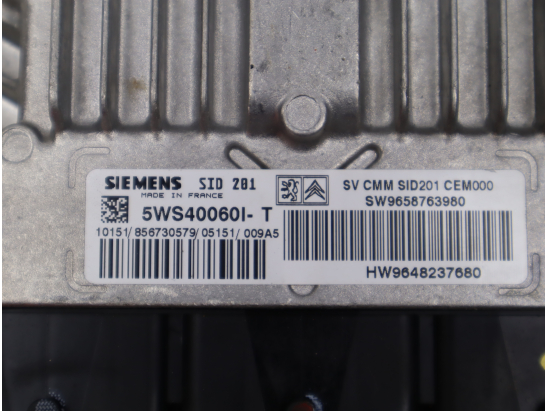 SIEMENS SID 201
MADE IN FRANCE
5WS40060I- T
10151/ 856730579/ 05151/ 009A5
SV CMM SID201 CEM000
SW9658763980
HW9648237680